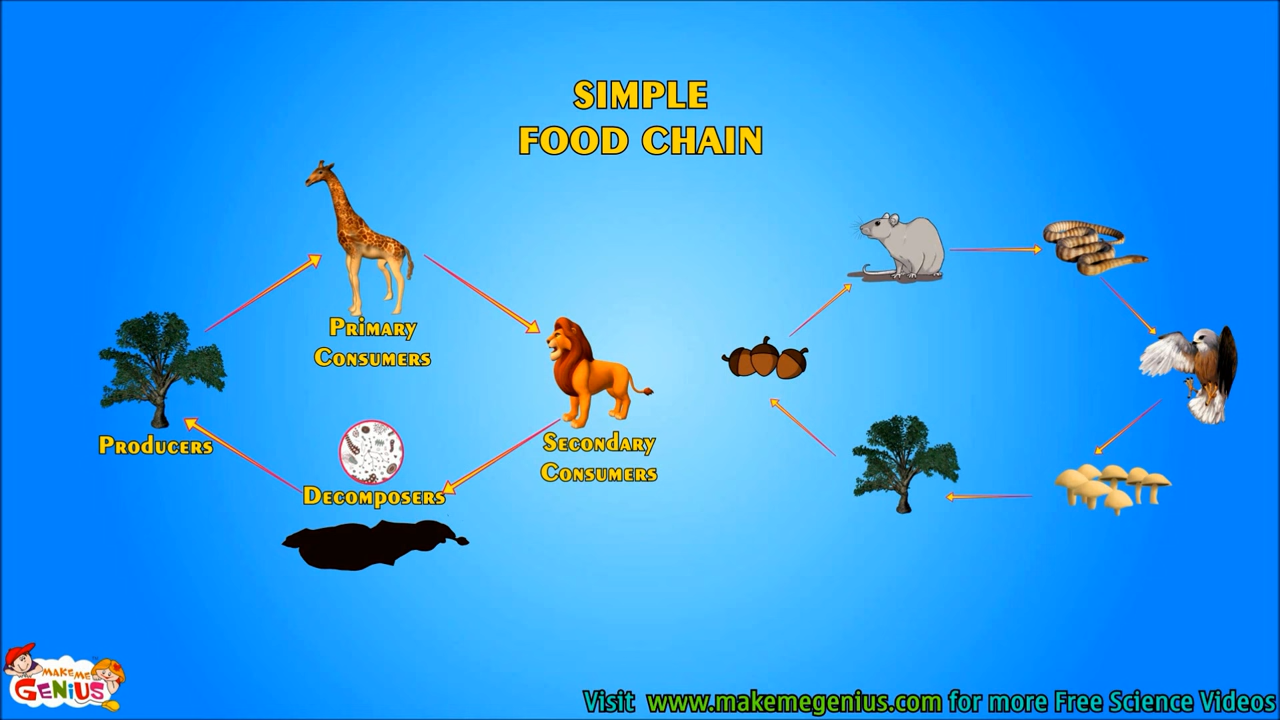 SIMPLE
FOOD CHAIN
PRIMARY
CONSUMERS
PRODUCERS
SECONDARY
CONSUMERS
DECOMPOSERS
MAKE ME
GENIUS
Visit www.makemegenius.com for more Free Science Videos